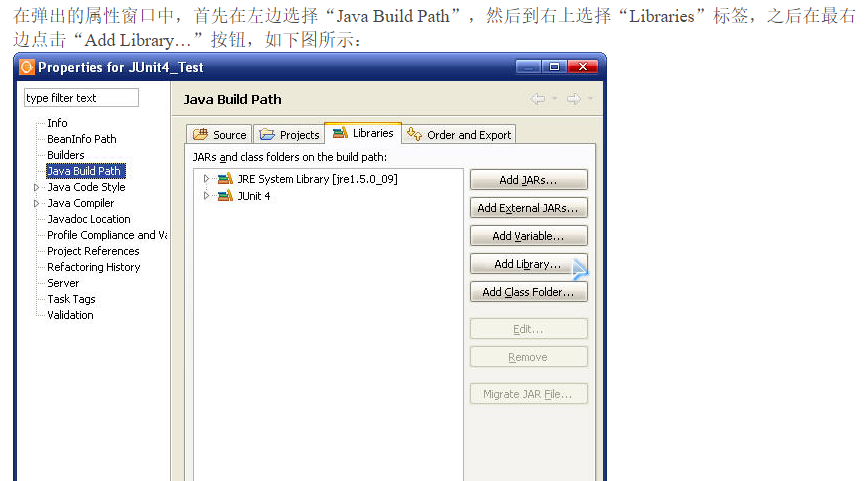 在弹出的属性窗口中，首先在左边选择“Java Build Path”，然后到右上选择“Libraries”标签，之后在最右
边点击“Add Library…”按钮，如下图所示：
Properties for JUnit4_Test
type filter text
Info
BeanInfo Path
Builders
Java Build Path
Java Code Style
Java Compiler
Javadoc Location
Profile Compliance and Va
Project References
Refactoring History
Server
Task Tags
Validation
Java Build Path
Source
Projects
Libraries
Order and Export
JARs and class folders on the build path:
JRE System Library [jre1.5.0_09]
JUnit 4
Add JARs...
Add External JARs...
Add Variable...
Add Library...
Add Class Folder...
Edit...
Remove
Migrate JAR File...